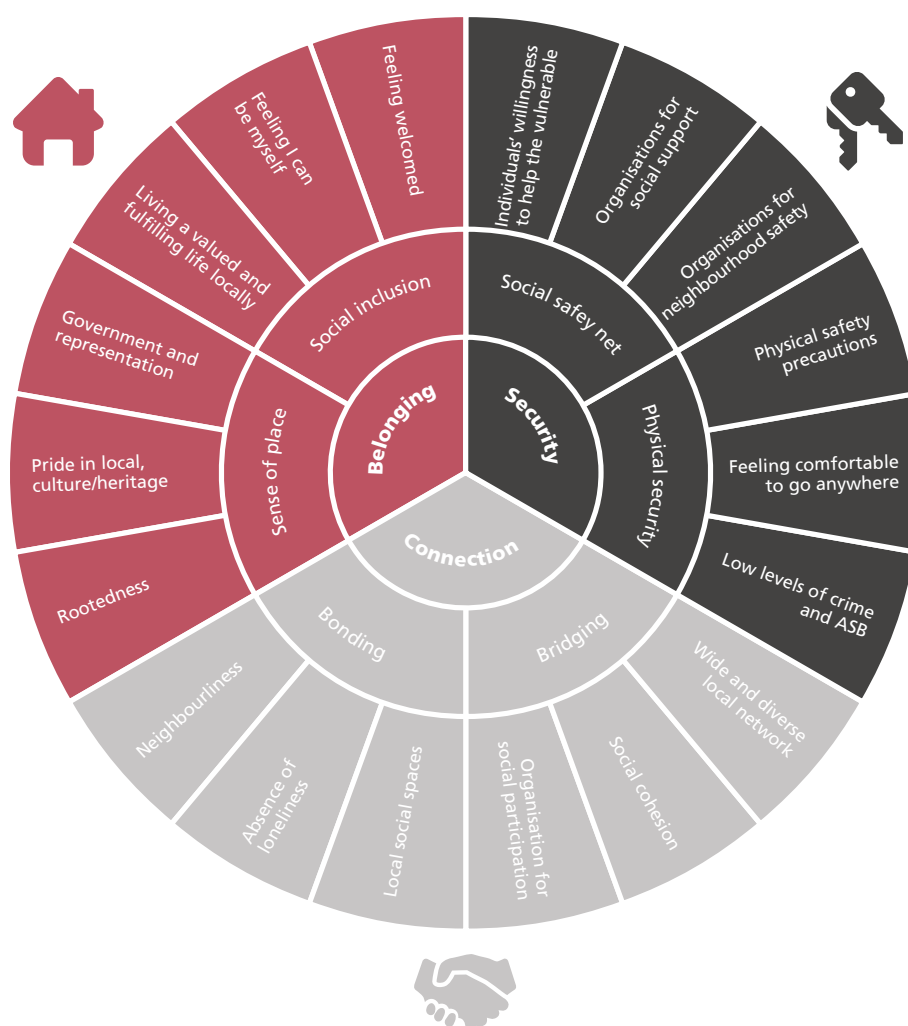 Belonging
Security
Connection
Social inclusion
Sense of place
Social safey net
Physical security
Bonding
Bridging
Feeling welcomed
Feeling I can
be myself
Living a valued and
fulfilling life locally
Government and
representation
Pride in local,
culture/heritage
Rootedness
Individuals’ willingness
to help the vulnerable
Organisations for
social support
Organisations for
neighbourhood safety
Physical safety
precautions
Feeling comfortable
to go anywhere
Low levels of crime
and ASB
Wide and diverse
local network
Social cohesion
Organisation for
social participation
Local social spaces
Absence of
loneliness
Neighbourliness